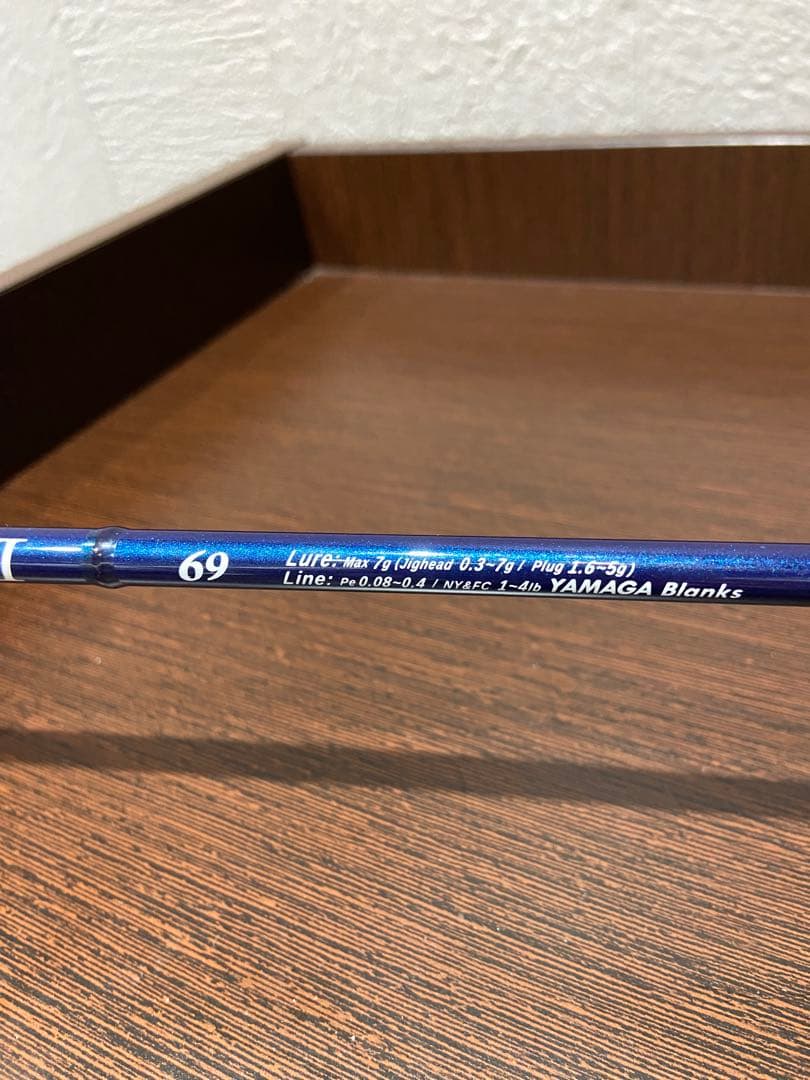 69
Lure: Max 7g (Jighead 0.3~7g / Plug 1.6~5g)
Line: Pe 0.08~0.4 / NY&FC 1~4lb YAMAGA Blanks